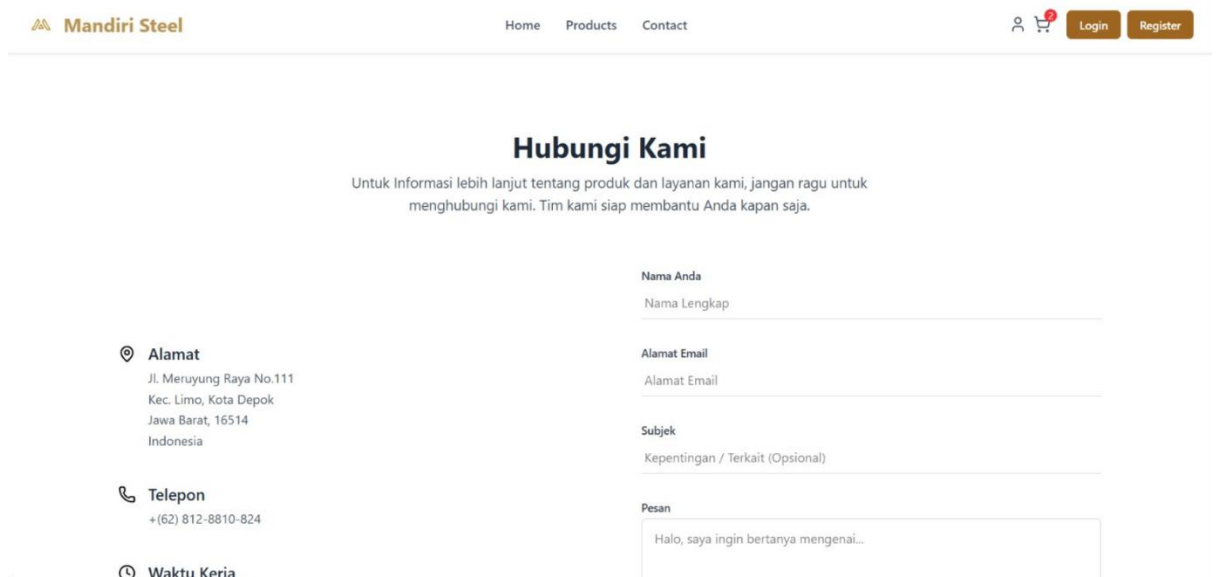 Mandiri Steel
Home Products Contact
2
Login Register
Hubungi Kami
Untuk Informasi lebih lanjut tentang produk dan layanan kami, jangan ragu untuk
menghubungi kami. Tim kami siap membantu Anda kapan saja.
Alamat
Jl. Meruyung Raya No.111
Kec. Limo, Kota Depok
Jawa Barat, 16514
Indonesia
Telepon
+(62) 812-8810-824
Waktu Kerja
Nama Anda
Nama Lengkap
Alamat Email
Alamat Email
Subjek
Kepentingan / Terkait (Opsional)
Pesan
Halo, saya ingin bertanya mengenai...